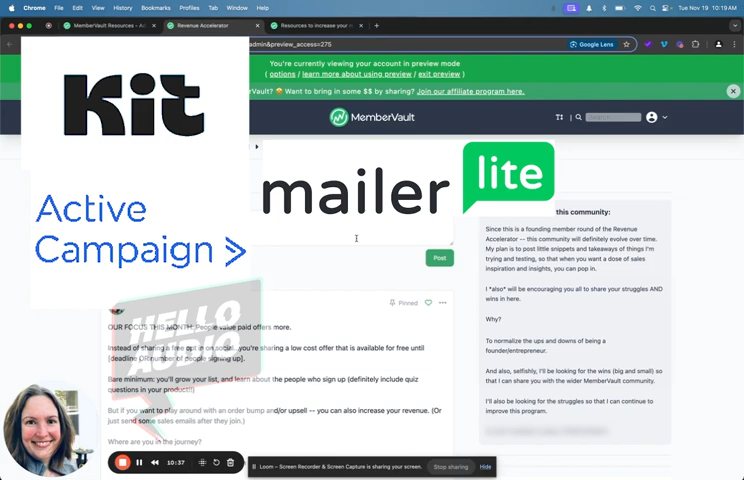 Chrome File Edit View History Bookmarks Profiles Tab Window Help
Tue Nov 19 10:19AM
MemberVault Resources - Ad
Revenue Accelerator
Resources to increase your m
admin&preview_access=275
Google Lens
You're currently viewing your account in preview mode
( options / learn more about using preview / exit preview )
Vault? Want to bring in some $$ by sharing? Join our affiliate program here.
MemberVault
Search
Kit
mailer lite
Active
Campaign >
HELLO
AUDIO
Post
Pinned
OUR FOCUS THIS MONTH: People value paid offers more.
Instead of sharing a free opt in on social...you're sharing a low cost offer that is available for free until
[deadline OR number of people signing up].
Bare minimum: you'll grow your list, and learn about the people who sign up (definitely include quiz
questions in your product!!)
But if you want to play around with an order bump and/or upsell -- you can also increase your revenue. (Or
just send some sales emails after they join.)
Where are you in the journey?
this community:
Since this is a founding member round of the Revenue
Accelerator -- this community will definitely evolve over time.
My plan is to post little snippets and takeaways of things I'm
trying and testing, so that when you want a dose of sales
inspiration and insights, you can pop in.
I *also* will be encouraging you all to share your struggles AND
wins in here.
Why?
To normalize the ups and downs of being a
founder/entrepreneur.
And also, selfishly, I'll be looking for the wins (big and small) so
that I can share you with the wider MemberVault community.
I'll also be looking for the struggles so that I can continue to
improve this program.
10:37
Loom – Screen Recorder & Screen Capture is sharing your screen.
Stop sharing
Hide